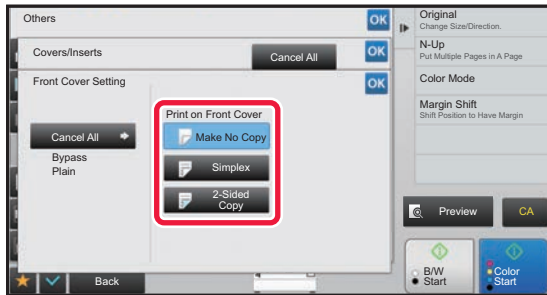 Others
OK
Covers/Inserts
Cancel All
OK
Front Cover Setting
OK
Print on Front Cover
Cancel All
Bypass
Plain
Make No Copy
Simplex
2-Sided
Copy
Back
Original
Change Size/Direction.
N-Up
Put Multiple Pages in A Page
Color Mode
Margin Shift
Shift Position to Have Margin
Preview
CA
B/W
Start
Color
Start